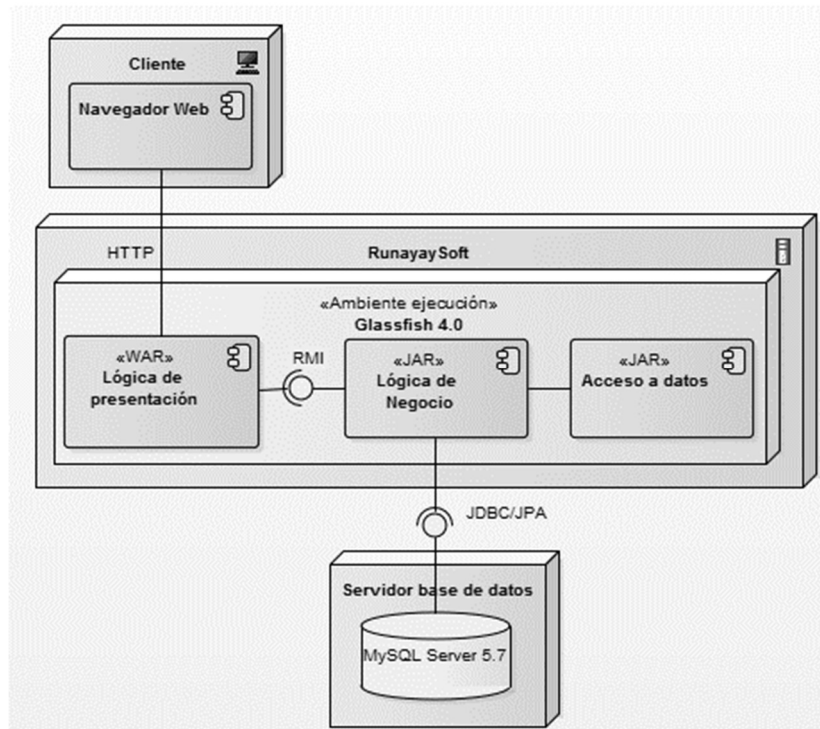 Cliente
Navegador Web
HTTP
RunayaySoft
«Ambiente ejecución»
Glassfish 4.0
«WAR»
Lógica de
presentación
RMI
«JAR»
Lógica de
Negocio
«JAR»
Acceso a datos
JDBC/JPA
Servidor base de datos
MySQL Server 5.7